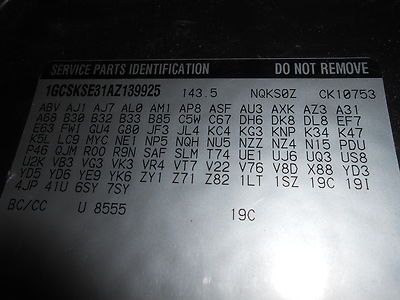 SERVICE PARTS IDENTIFICATION DO NOT REMOVE
1GCSKSE31AZ139925 143.5 NQKS0Z CK10753
ABV AJ1 AJ7 AL0 AM1 AP8 ASF AU3 AXK AZ3 A31
A68 B30 B32 B33 B85 C5W C67 DH6 DK8 DL8 EF7
E63 FWI GU4 G80 JF3 JL4 KC4 KG3 KNP K34 K47
K5L LC9 MYC NE1 NP5 NQH NU5 NZZ NZ4 N15 PDU
P46 QJM R0R R9N SAF SLM T74 UE1 UJ6 UQ3 US8
U2K VB3 VG3 VK3 VR4 VT7 V22 V76 V8D X88 YD3
YD5 YD6 YE9 YK6 ZY1 Z71 Z82 1LT 1SZ 19C 19I
4JP 4IU 6SY 7SY
BC/CC U 8555 19C